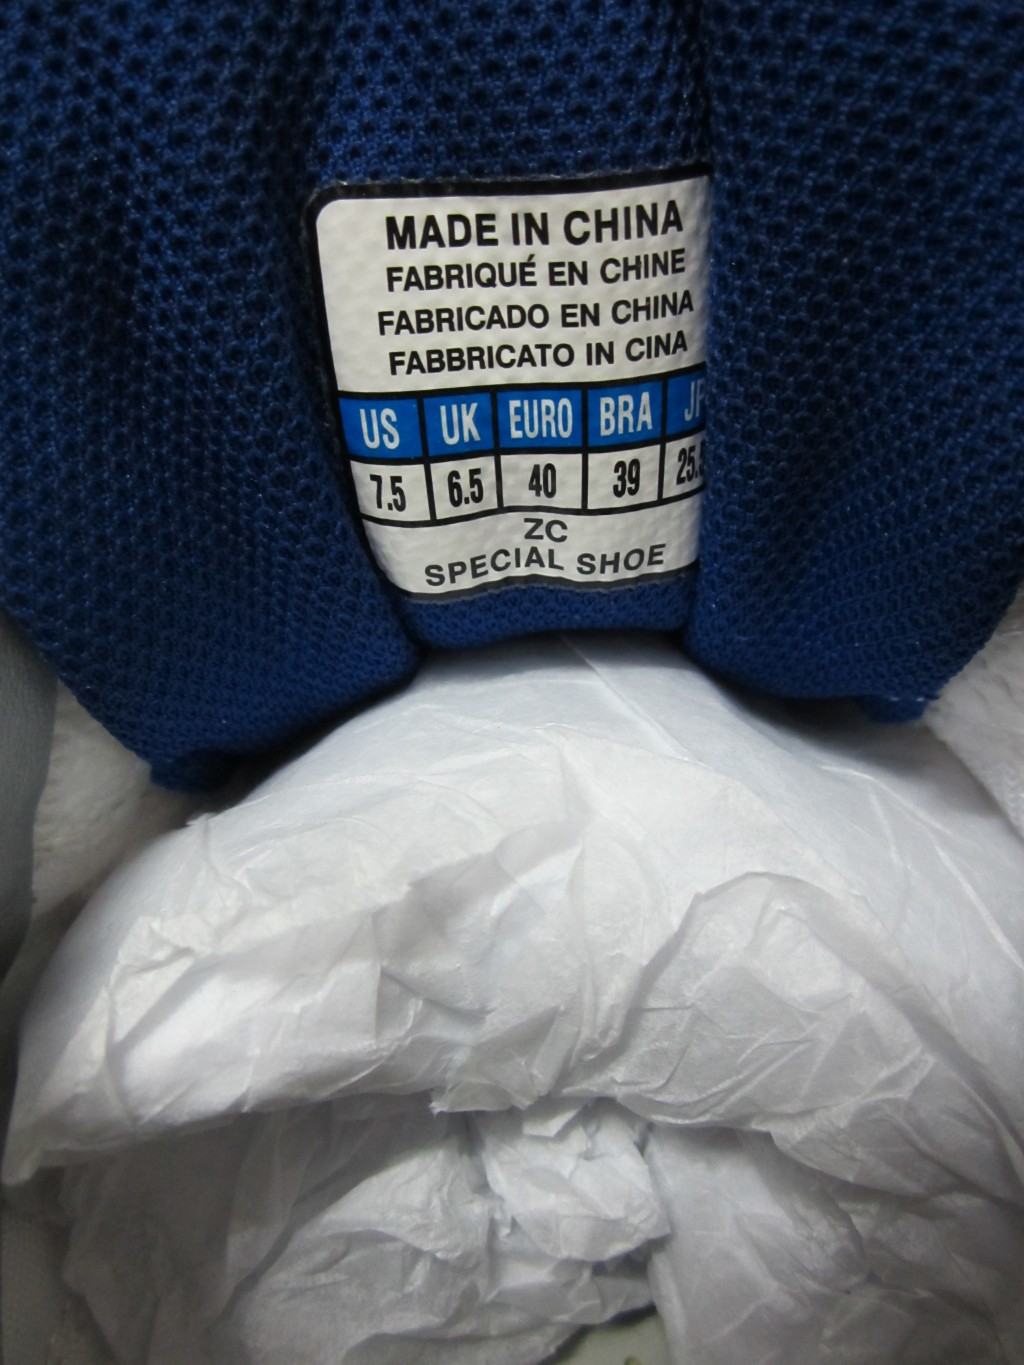 MADE IN CHINA
FABRIQUÉ EN CHINE
FABRICADO EN CHINA
FABBRICATO IN CINA
US UK EURO BRA
7.5 6.5 40 39
ZC
SPECIAL SHOE